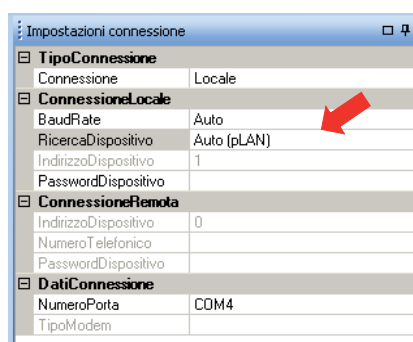 Impostazioni connessione
TipoConnessione
Connessione Locale
ConnessioneLocale
BaudRate Auto
RicercaDispositivo Auto (pLAN)
IndirizzoDispositivo 1
PasswordDispositivo
ConnessioneRemota
IndirizzoDispositivo 0
NumeroTelefonico
PasswordDispositivo
DatiConnessione
NumeroPorta COM4
TipoModem